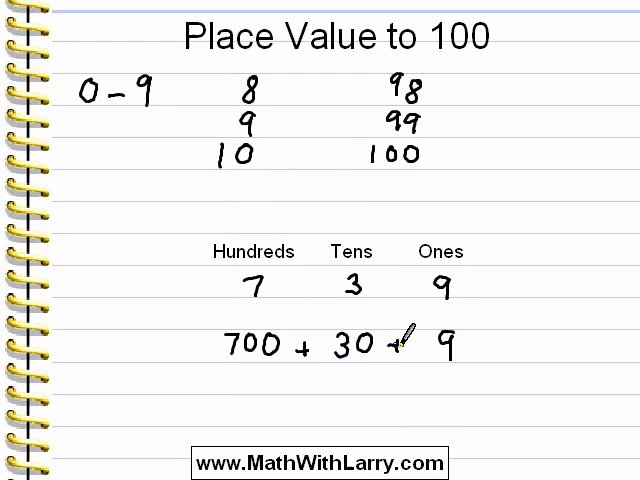 Place Value to 100
0 - 9 8 98
9 99
10 100
Hundreds Tens Ones
7 3 9
700 + 30 + 9
www.MathWithLarry.com